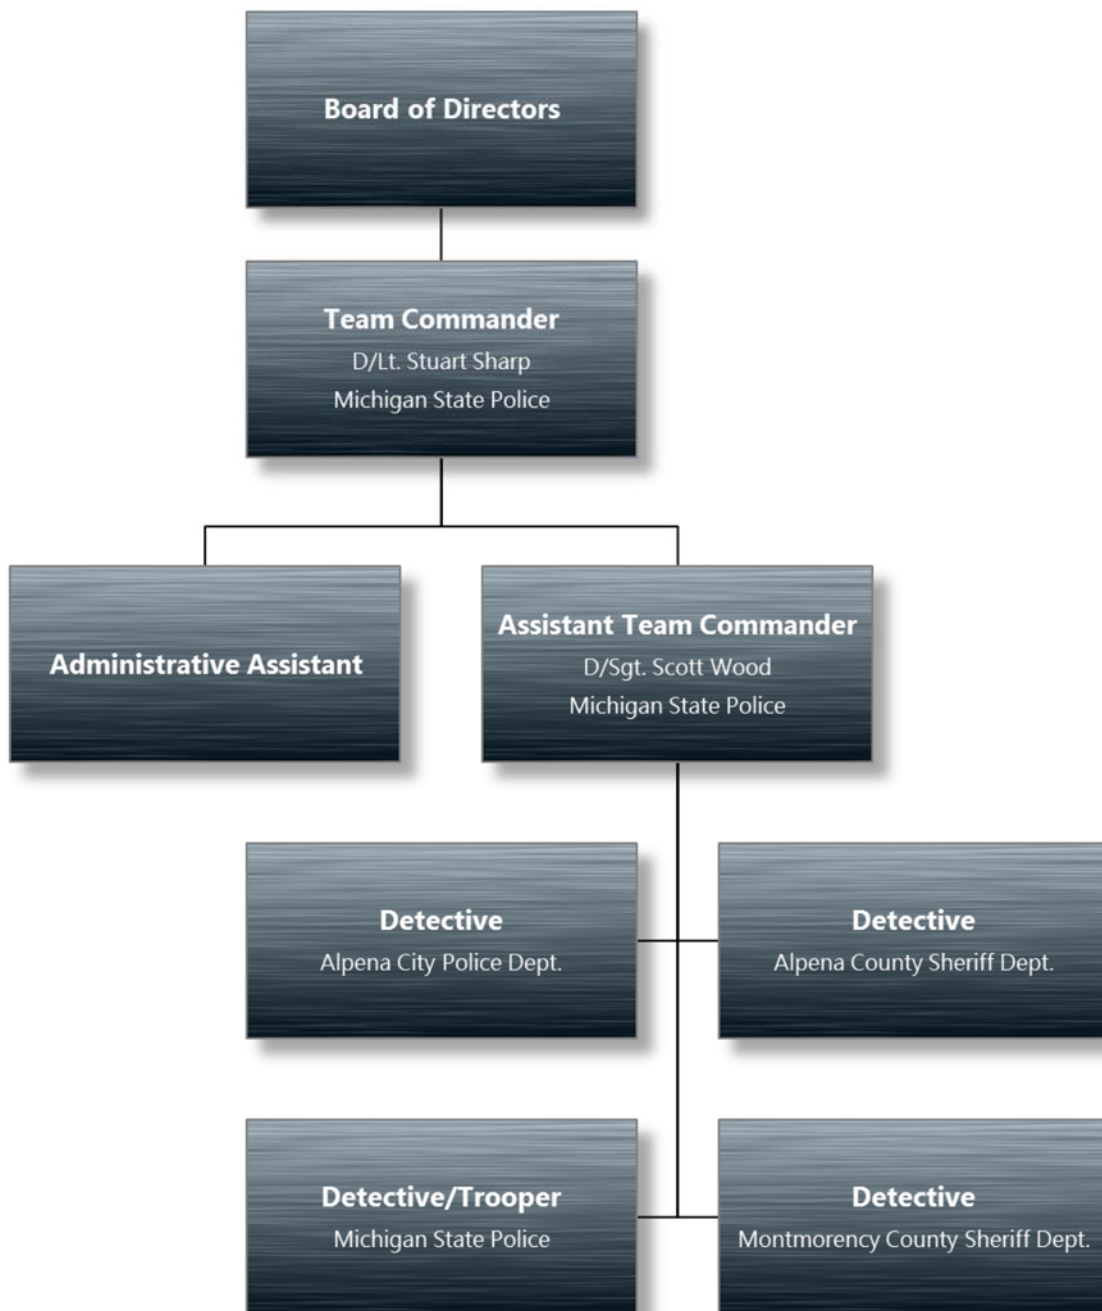 Board of Directors
Team Commander
D/Lt. Stuart Sharp
Michigan State Police
Administrative Assistant
Assistant Team Commander
D/Sgt. Scott Wood
Michigan State Police
Detective
Alpena City Police Dept.
Detective
Alpena County Sheriff Dept.
Detective/Trooper
Michigan State Police
Detective
Montmorency County Sheriff Dept.